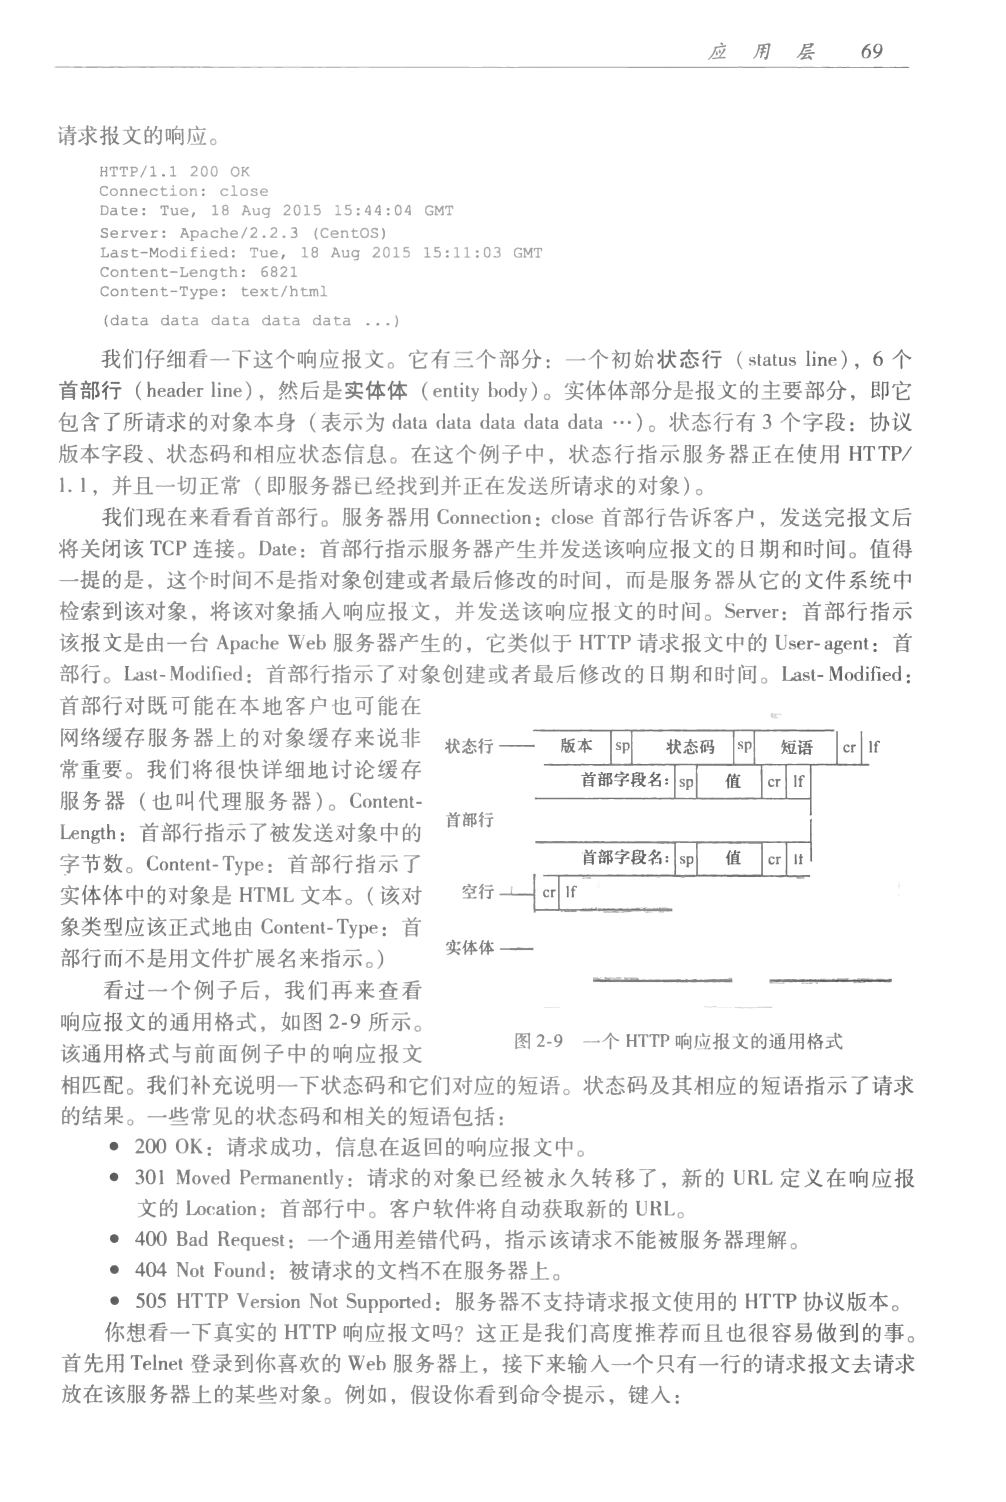 应用层 69
请求报文的响应。
HTTP/1.1 200 OK
Connection: close
Date: Tue, 18 Aug 2015 15:44:04 GMT
Server: Apache/2.2.3 (CentOS)
Last-Modified: Tue, 18 Aug 2015 15:11:03 GMT
Content-Length: 6821
Content-Type: text/html
(data data data data data ...)
我们仔细看一下这个响应报文。它有三个部分：一个初始状态行（status line），6 个
首部行（header line），然后是实体体（entity body）。实体体部分是报文的主要部分，即它
包含了所请求的对象本身（表示为 data data data data data …）。状态行有 3 个字段：协议
版本字段、状态码和相应状态信息。在这个例子中，状态行指示服务器正在使用 HTTP/
1.1，并且一切正常（即服务器已经找到并正在发送所请求的对象）。
我们现在来看看首部行。服务器用 Connection：close 首部行告诉客户，发送完报文后
将关闭该 TCP 连接。Date：首部行指示服务器产生并发送该响应报文的日期和时间。值得
一提的是，这个时间不是指对象创建或者最后修改的时间，而是服务器从它的文件系统中
检索到该对象，将该对象插入响应报文，并发送该响应报文的时间。Server：首部行指示
该报文是由一台 Apache Web 服务器产生的，它类似于 HTTP 请求报文中的 User-agent：首
部行。Last-Modified：首部行指示了对象创建或者最后修改的日期和时间。Last-Modified：
首部行对既可能在本地客户也可能在
网络缓存服务器上的对象缓存来说非
常重要。我们将很快详细地讨论缓存
服务器（也叫代理服务器）。Content-
Length：首部行指示了被发送对象中的
字节数。Content-Type：首部行指示了
实体体中的对象是 HTML 文本。（该对
象类型应该正式地由 Content-Type：首
部行而不是用文件扩展名来指示。）
看过一个例子后，我们再来查看
响应报文的通用格式，如图 2-9 所示。
该通用格式与前面例子中的响应报文
状态行 版本 sp 状态码 sp 短语 cr lf
首部字段名： sp 值 cr lf
首部行
首部字段名： sp 值 cr lf
空行 cr lf
实体体
图 2-9 一个 HTTP 响应报文的通用格式
相匹配。我们补充说明一下状态码和它们对应的短语。状态码及其相应的短语指示了请求
的结果。一些常见的状态码和相关的短语包括：
● 200 OK：请求成功，信息在返回的响应报文中。
● 301 Moved Permanently：请求的对象已经被永久转移了，新的 URL 定义在响应报
文的 Location：首部行中。客户软件将自动获取新的 URL。
● 400 Bad Request：一个通用差错代码，指示该请求不能被服务器理解。
● 404 Not Found：被请求的文档不在服务器上。
● 505 HTTP Version Not Supported：服务器不支持请求报文使用的 HTTP 协议版本。
你想看一下真实的 HTTP 响应报文吗？这正是我们高度推荐而且也很容易做到的事。
首先用 Telnet 登录到你喜欢的 Web 服务器上，接下来输入一个只有一行的请求报文去请求
放在该服务器上的某些对象。例如，假设你看到命令提示，键入：